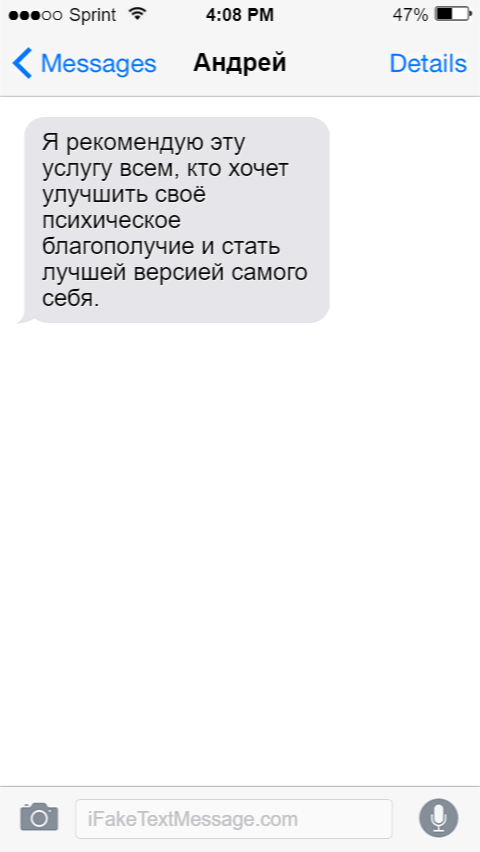 Sprint 4:08 PM 47%
Messages Андрей Details
Я рекомендую эту
услугу всем, кто хочет
улучшить своё
психическое
благополучие и стать
лучшей версией самого
себя.
iFakeTextMessage.com